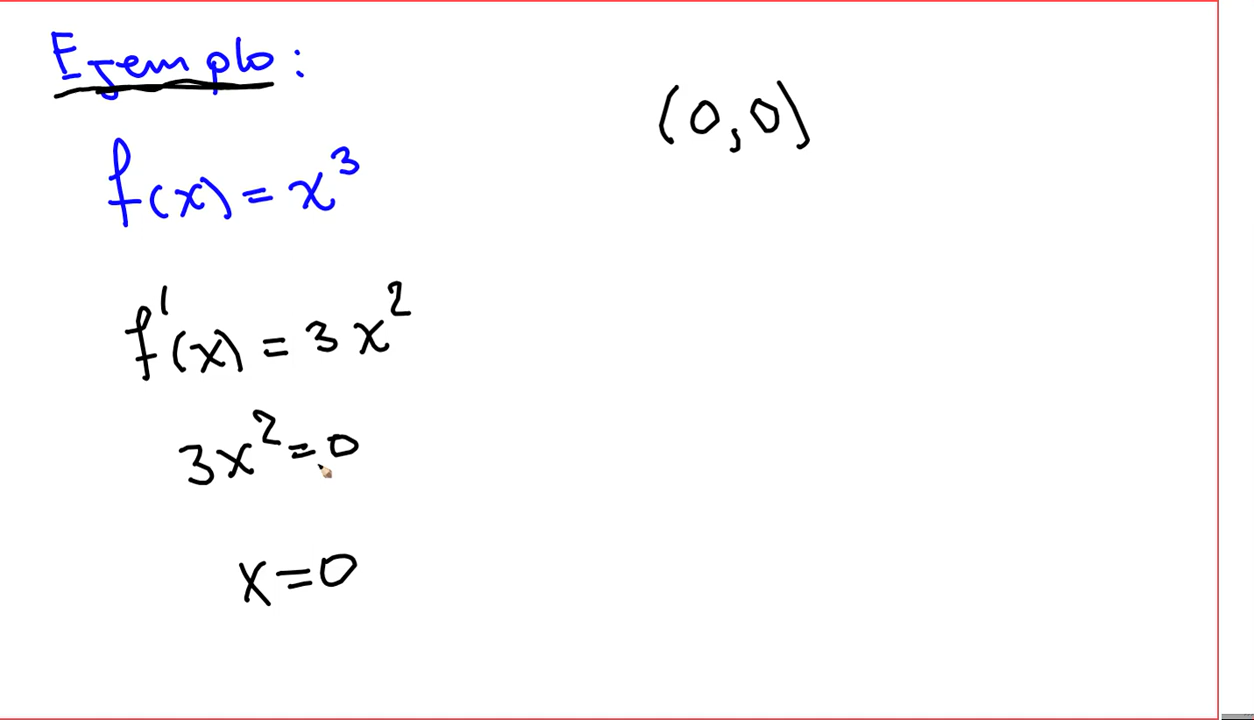 Ejemplo:
f(x) = x³
f'(x) = 3x²
3x² = 0
x = 0
(0,0)